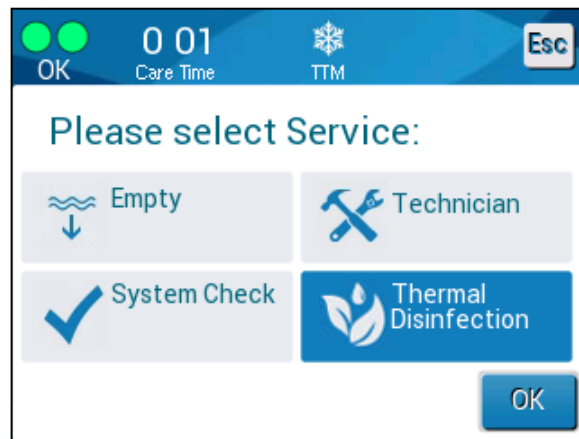 0 01
Esc
OK
Care Time
TTM
Please select Service:
Empty
Technician
System Check
Thermal
Disinfection
OK